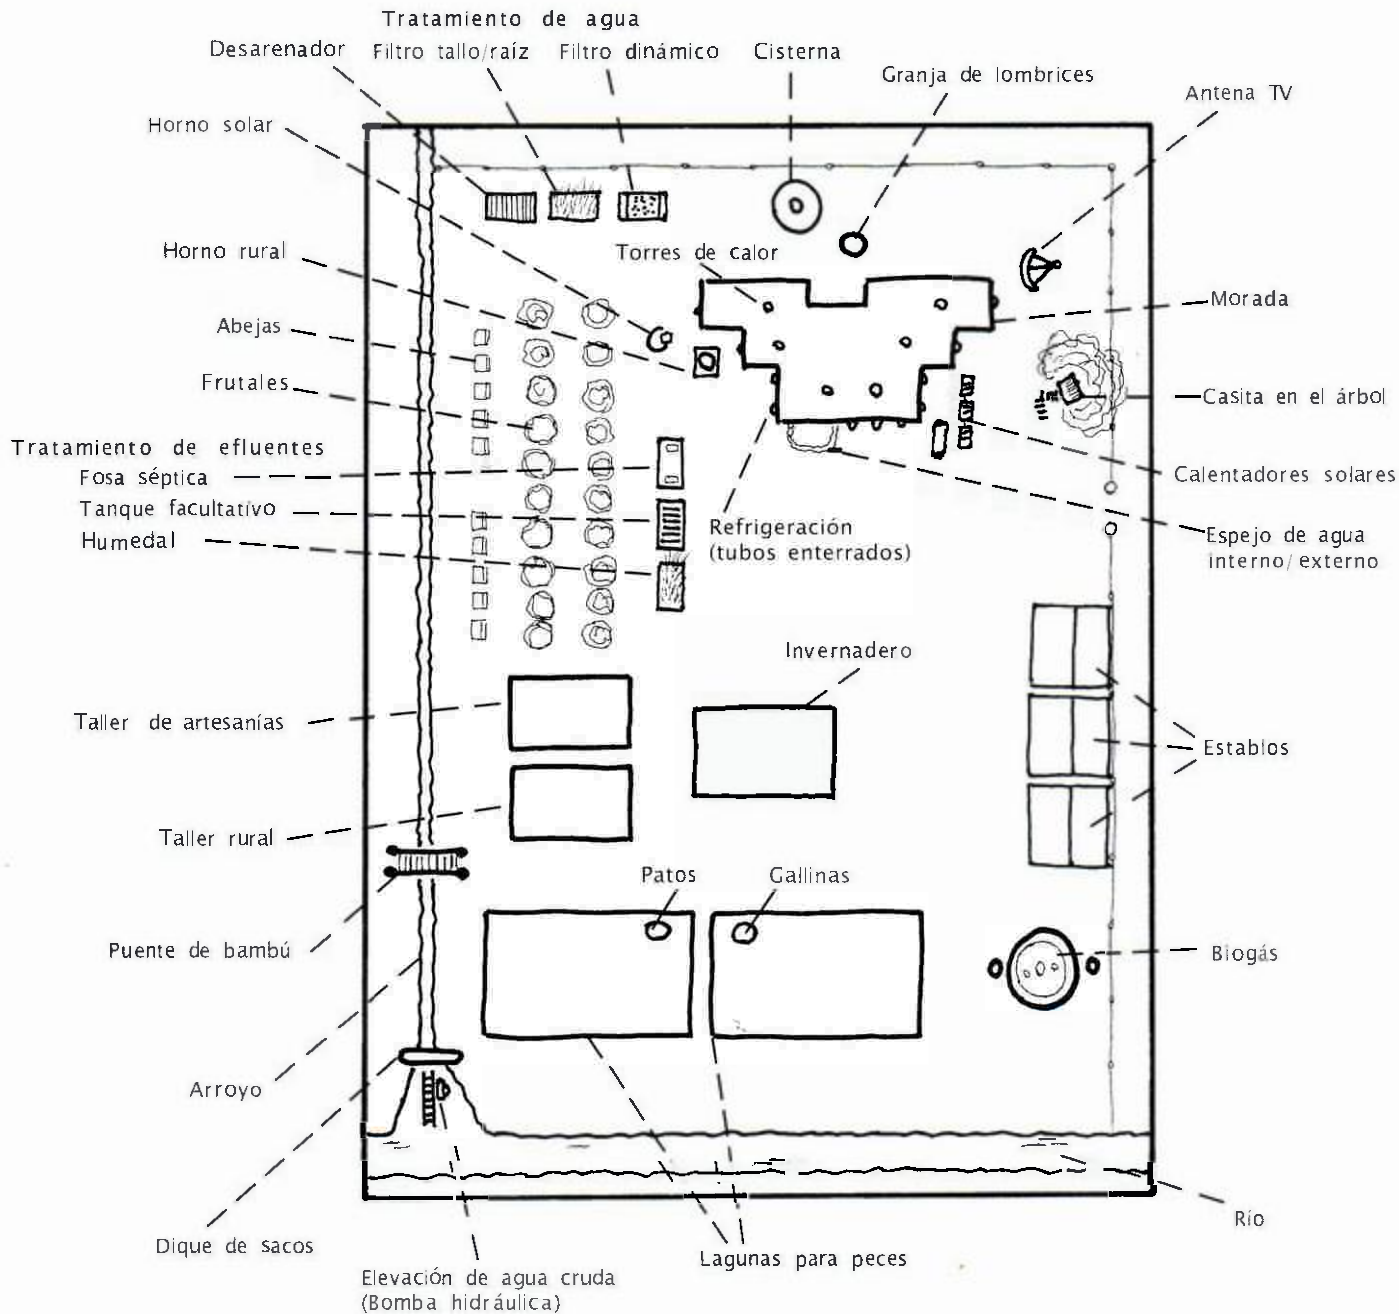 Tratamiento de agua
Desarenador
Filtro tallo/raíz
Filtro dinámico
Cisterna
Granja de lombrices
Antena TV
Horno solar
Horno rural
Torres de calor
Morada
Abejas
Frutales
Casita en el árbol
Tratamiento de efluentes
Fosa séptica
Tanque facultativo
Humedal
Calentadores solares
Refrigeración
(tubos enterrados)
Espejo de agua
interno/externo
Invernadero
Taller de artesanías
Establos
Taller rural
Patos
Gallinas
Puente de bambú
Biogás
Arroyo
Río
Dique de sacos
Lagunas para peces
Elevación de agua cruda
(Bomba hidráulica)